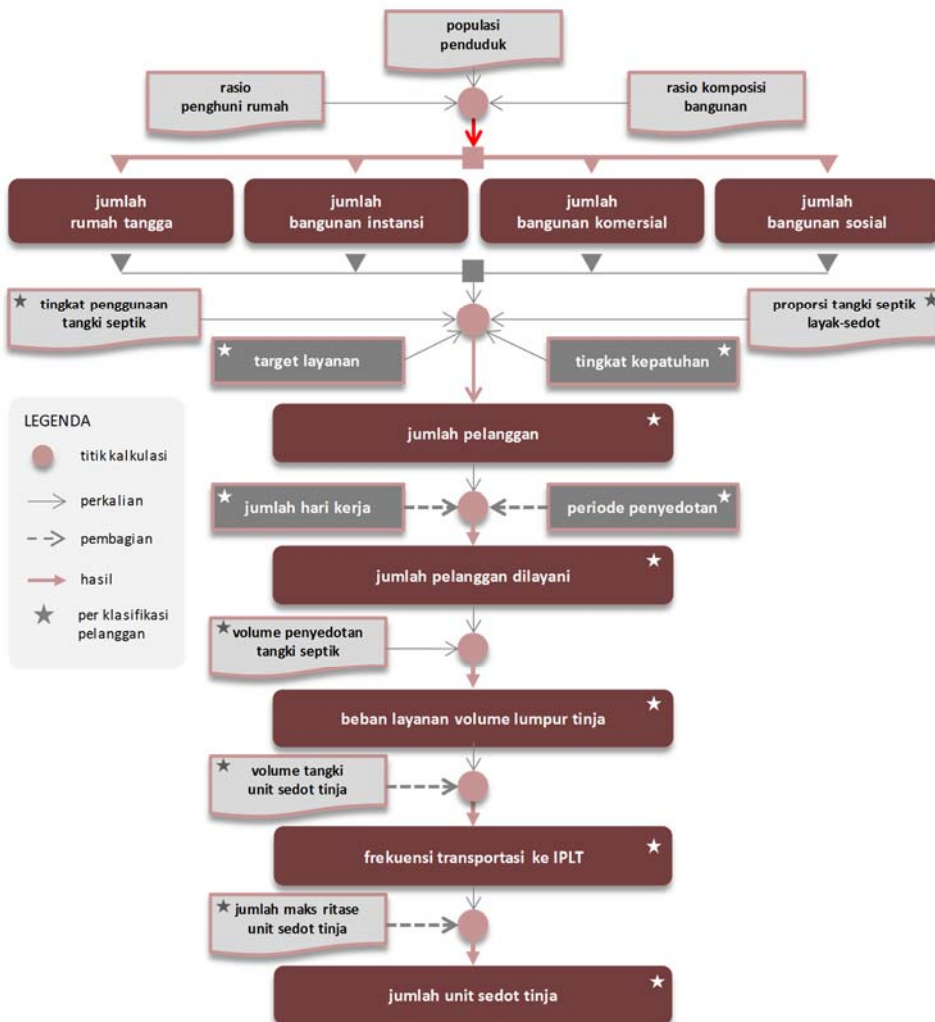 populasi
penduduk
rasio
penghuni rumah
rasio komposisi
bangunan
jumlah
rumah tangga
jumlah
bangunan instansi
jumlah
bangunan komersial
jumlah
bangunan sosial
tingkat penggunaan
tangki septik
proporsi tangki septik
layak-sedot
target layanan
tingkat kepatuhan
LEGENDA
titik kalkulasi
perkalian
pembagian
hasil
per klasifikasi
pelanggan
jumlah pelanggan
jumlah hari kerja
periode penyedotan
jumlah pelanggan dilayani
volume penyedotan
tangki septik
beban layanan volume lumpur tinja
volume tangki
unit sedot tinja
frekuensi transportasi ke IPLT
jumlah maks ritase
unit sedot tinja
jumlah unit sedot tinja